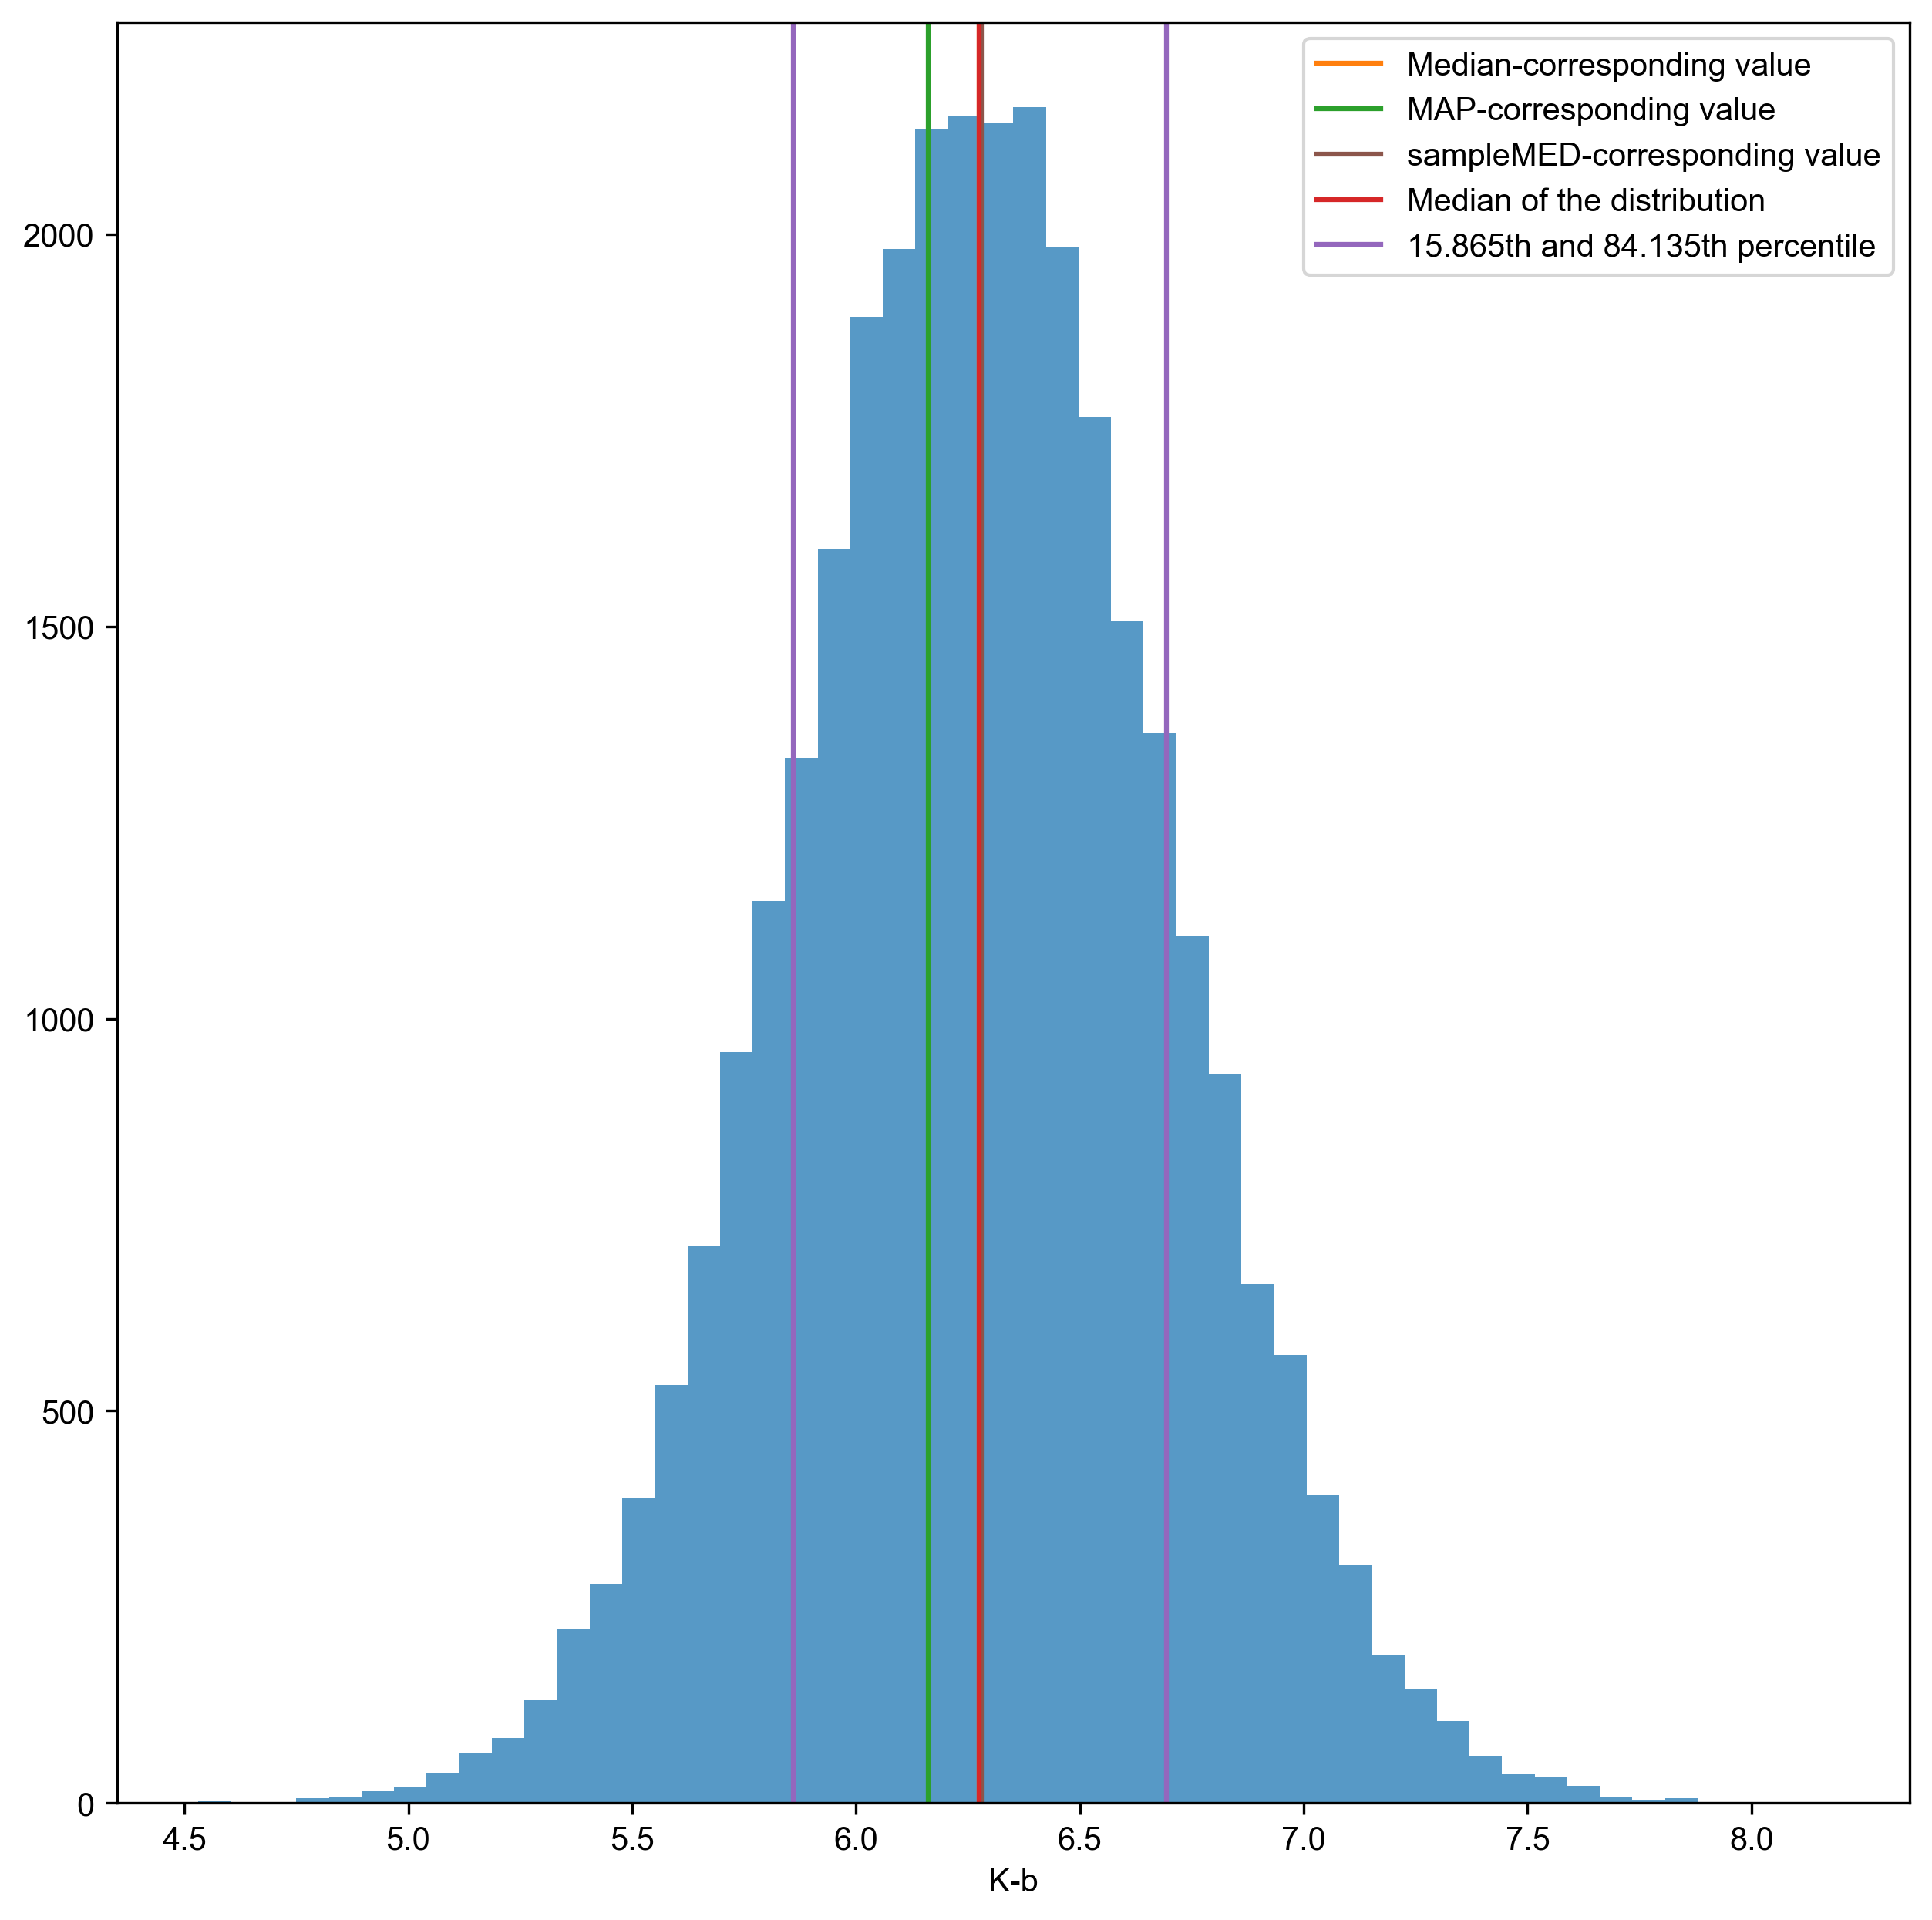 Median-corresponding value
MAP-corresponding value
sampleMED-corresponding value
Median of the distribution
15.865th and 84.135th percentile
2000
1500
1000
500
0
4.5 5.0 5.5 6.0 6.5 7.0 7.5 8.0
K-b